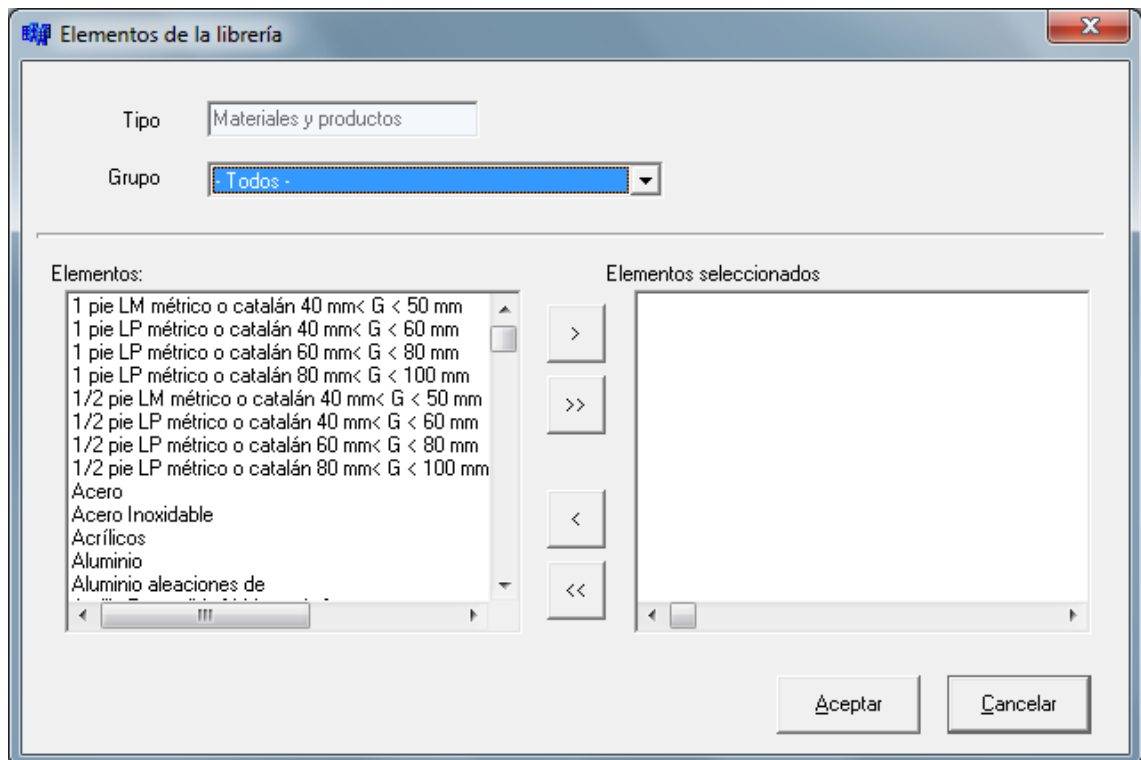 Elementos de la librería
Tipo
Materiales y productos
Grupo
- Todos -
Elementos:
1 pie LM métrico o catalán 40 mm< G < 50 mm
1 pie LP métrico o catalán 40 mm< G < 60 mm
1 pie LP métrico o catalán 60 mm< G < 80 mm
1 pie LP métrico o catalán 80 mm< G < 100 mm
1/2 pie LM métrico o catalán 40 mm< G < 50 mm
1/2 pie LP métrico o catalán 40 mm< G < 60 mm
1/2 pie LP métrico o catalán 60 mm< G < 80 mm
1/2 pie LP métrico o catalán 80 mm< G < 100 mm
Acero
Acero Inoxidable
Acrílicos
Aluminio
Aluminio aleaciones de
>
>>
<
<<
Elementos seleccionados
Aceptar
Cancelar